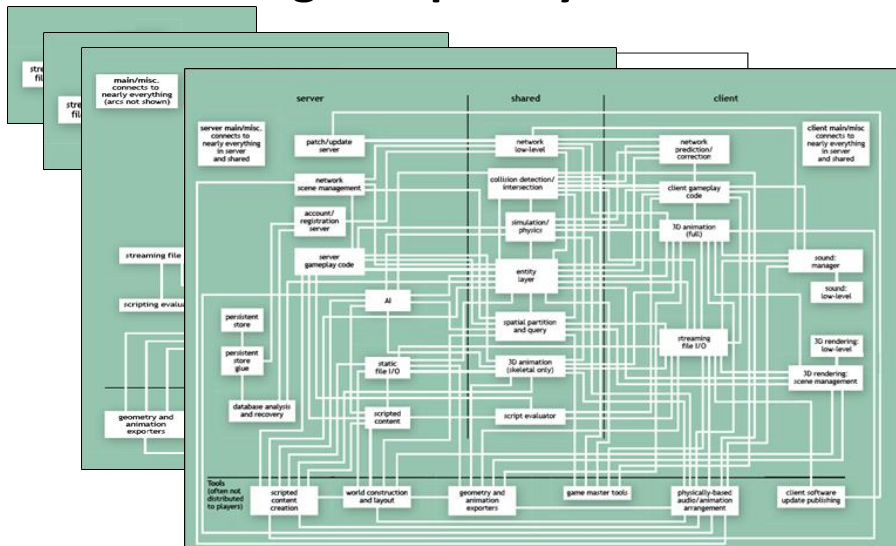 main/misc.
connects to
nearly everything
(arcs not shown)
streaming file
geometry and
animation
exporters
server
shared
client
server main/misc.
connects to
nearly everything
in server
and shared
patch/update
server
network
low-level
network
prediction/
correction
client main/misc
connects to
nearly everything
in server
and shared
network
scene management
collision detection/
intersection
client gameplay
code
account/
registration
server
simulation/
physics
3D animation
(full)
server
gameplay code
entity
layer
sound:
manager
sound:
low-level
AI
persistent
store
spatial partition
and query
streaming
file I/O
3D rendering:
low-level
persistent
store
glue
static
file I/O
3D animation
(skeletal only)
3D rendering:
scene management
database analysis
and recovery
scripted
content
script evaluator
Tools
(often not
distributed
to players)
scripted
content
creation
world construction
and layout
geometry and
animation
exporters
game master tools
physically-based
audio/animation
arrangement
client software
update publishing